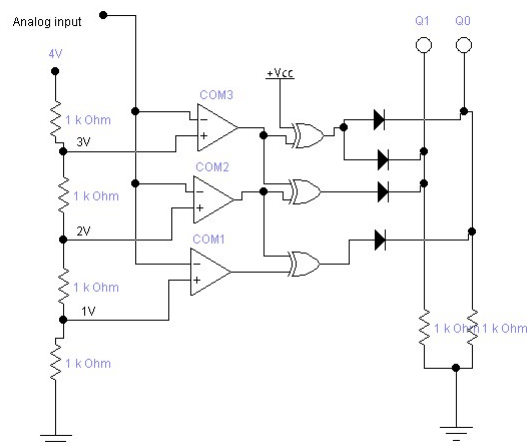 Analog input
Q1
Q0
4V
+Vcc
COM3
1 k Ohm
3V
COM2
1 k Ohm
2V
COM1
1 k Ohm
1V
1 k Ohm
1 k Ohm
1 k Ohm